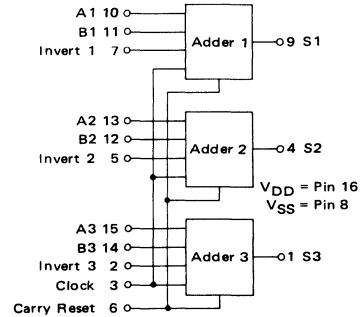 A1 10
B1 11
Invert 1 7
Adder 1
9 S1
A2 13
B2 12
Invert 2 5
Adder 2
4 S2
VDD = Pin 16
VSS = Pin 8
A3 15
B3 14
Invert 3 2
Clock 3
Carry Reset 6
Adder 3
1 S3